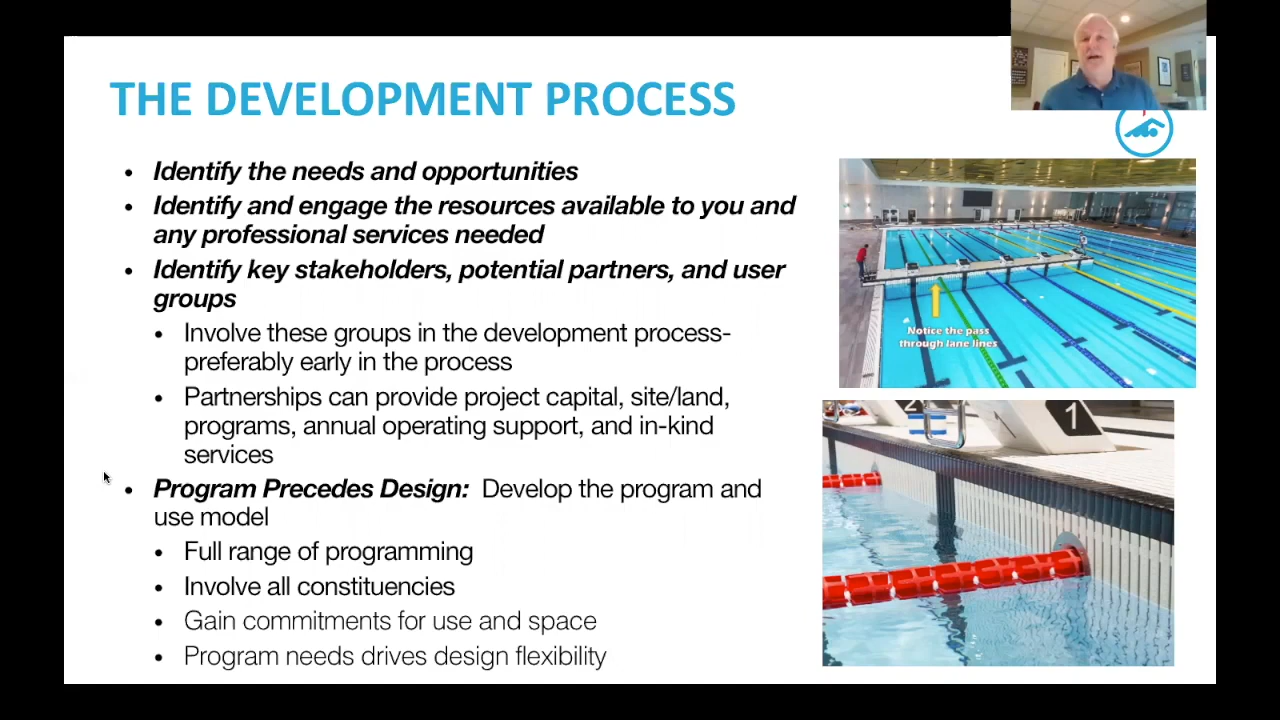 THE DEVELOPMENT PROCESS
• Identify the needs and opportunities
• Identify and engage the resources available to you and
any professional services needed
• Identify key stakeholders, potential partners, and user
groups
• Involve these groups in the development process-
preferably early in the process
• Partnerships can provide project capital, site/land,
programs, annual operating support, and in-kind
services
• Program Precedes Design: Develop the program and
use model
• Full range of programming
• Involve all constituencies
• Gain commitments for use and space
• Program needs drives design flexibility
Notice the pass
through lane lines
2
1